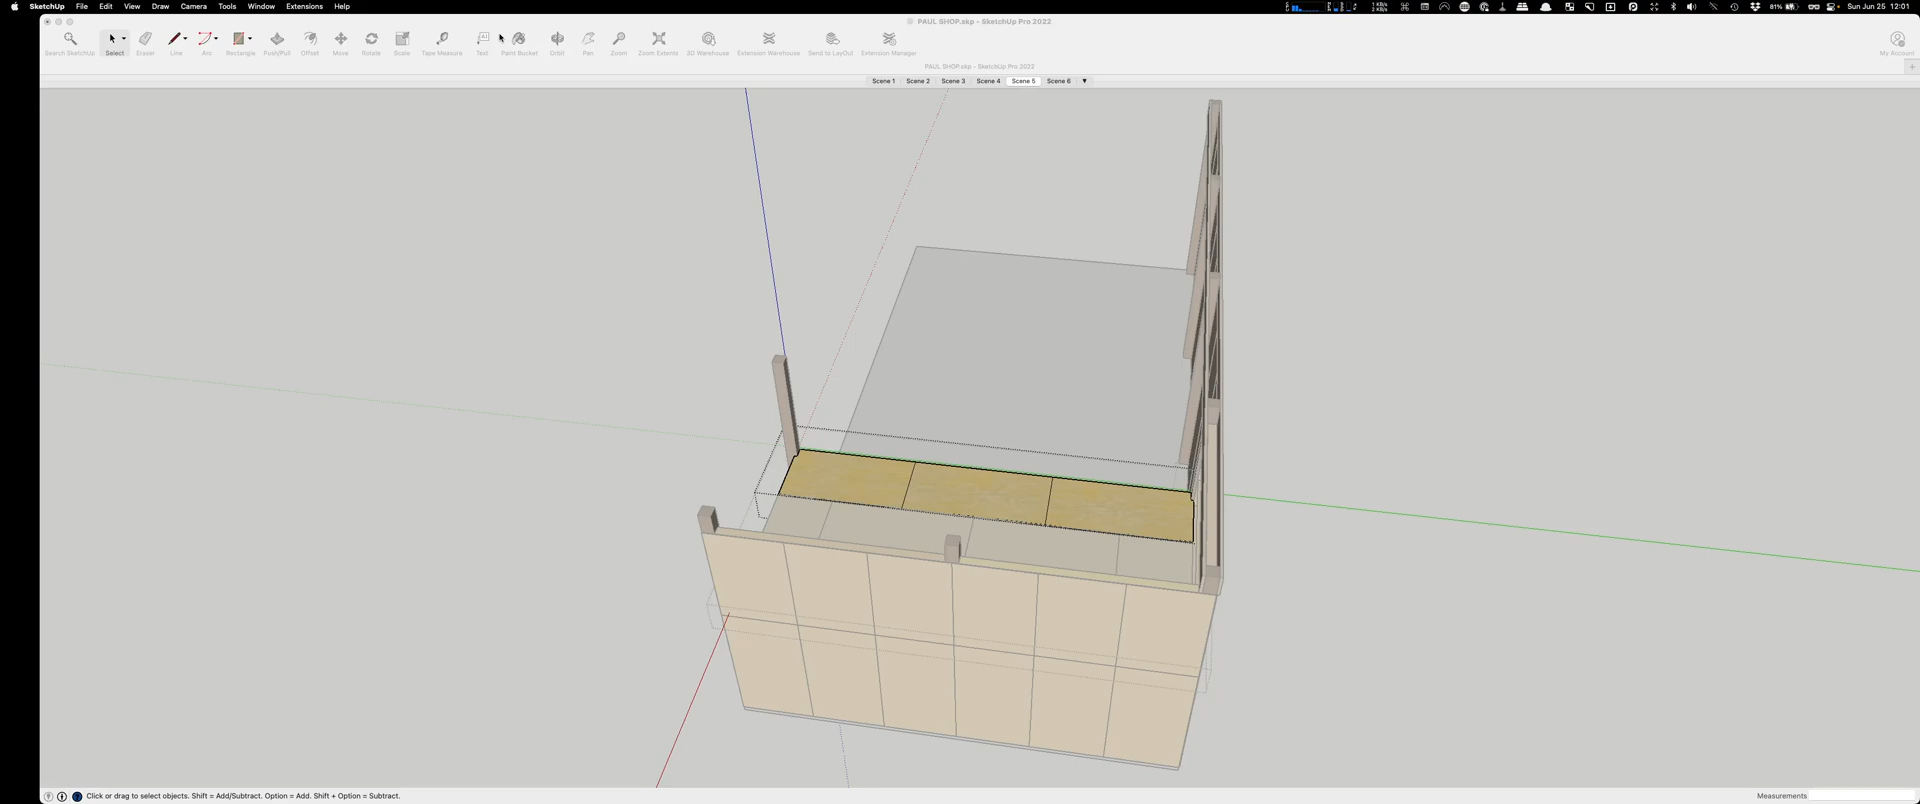 SketchUp File Edit View Draw Camera Tools Window Extensions Help
81% Sun Jun 25 12:01
PAUL SHOP.skp - SketchUp Pro 2022
Search SketchUp Select Eraser Line Arc Rectangle Push/Pull Offset Move Rotate Scale Tape Measure Text Paint Bucket Orbit Pan Zoom Zoom Extents 3D Warehouse Extension Warehouse Send to LayOut Extension Manager My Account
PAUL SHOP.skp - SketchUp Pro 2022
Scene 1 Scene 2 Scene 3 Scene 4 Scene 5 Scene 6
Click or drag to select objects. Shift = Add/Subtract. Option = Add. Shift + Option = Subtract. Measurements